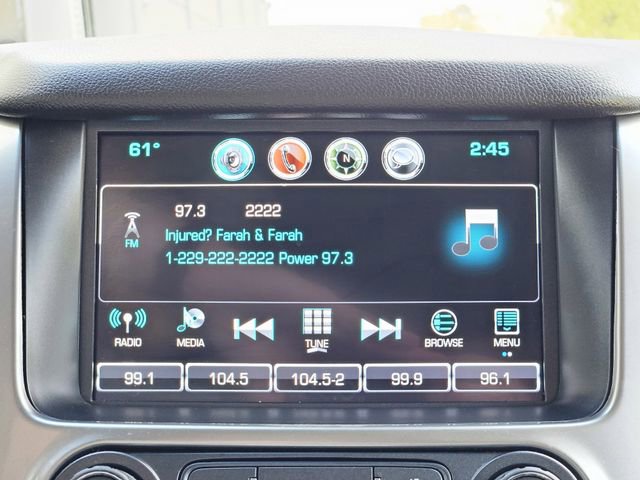 61° 2:45
N
97.3 2222
FM
Injured? Farah & Farah
1-229-222-2222 Power 97.3
RADIO MEDIA TUNE BROWSE MENU
99.1 104.5 104.5-2 99.9 96.1